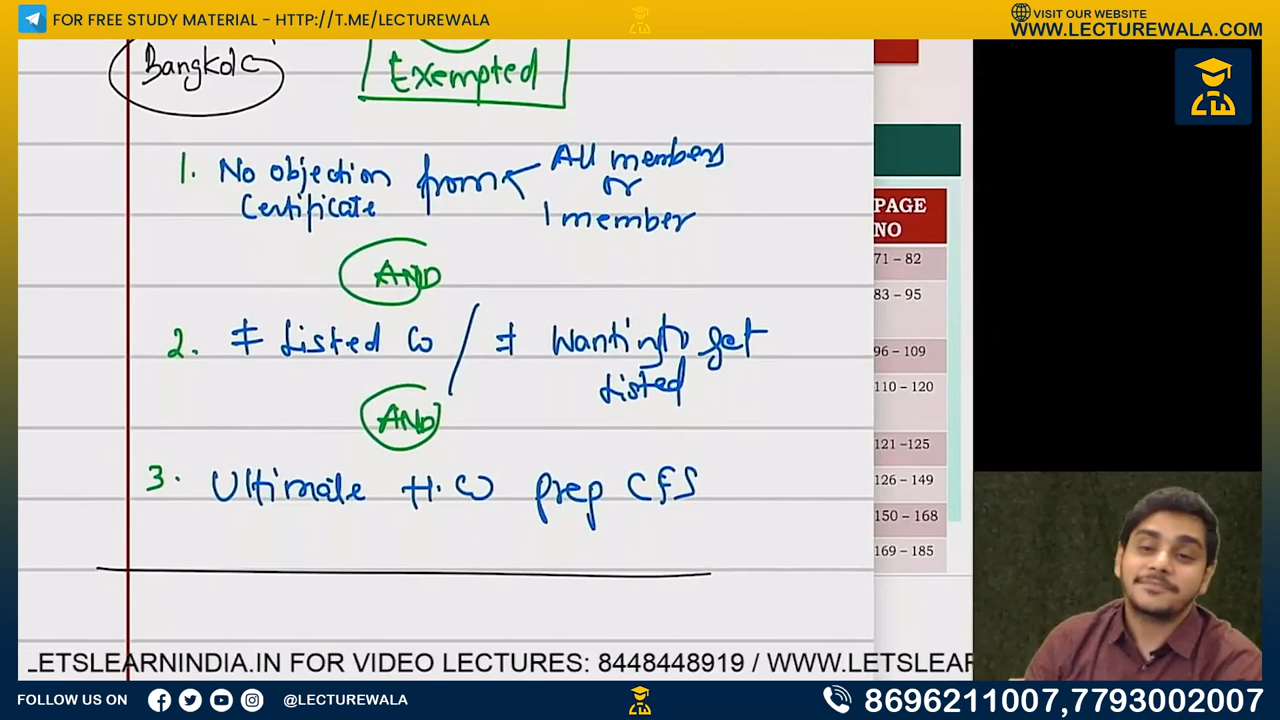 FOR FREE STUDY MATERIAL - HTTP://T.ME/LECTUREWALA
VISIT OUR WEBSITE
WWW.LECTUREWALA.COM
Exempted
1. No objection Certificate from All members or 1 member
AND
2. ≠ Listed Co / ≠ Wanting to get Listed
AND
3. Ultimate H.Co prep CFS
PAGE
NO
71 – 82
83 – 95
96 – 109
110 – 120
121 –125
126 – 149
150 – 168
169 – 185
ETSLEARNINDIA.IN FOR VIDEO LECTURES: 8448448919 / WWW.LETSLEAR
FOLLOW US ON
@LECTUREWALA
8696211007,7793002007